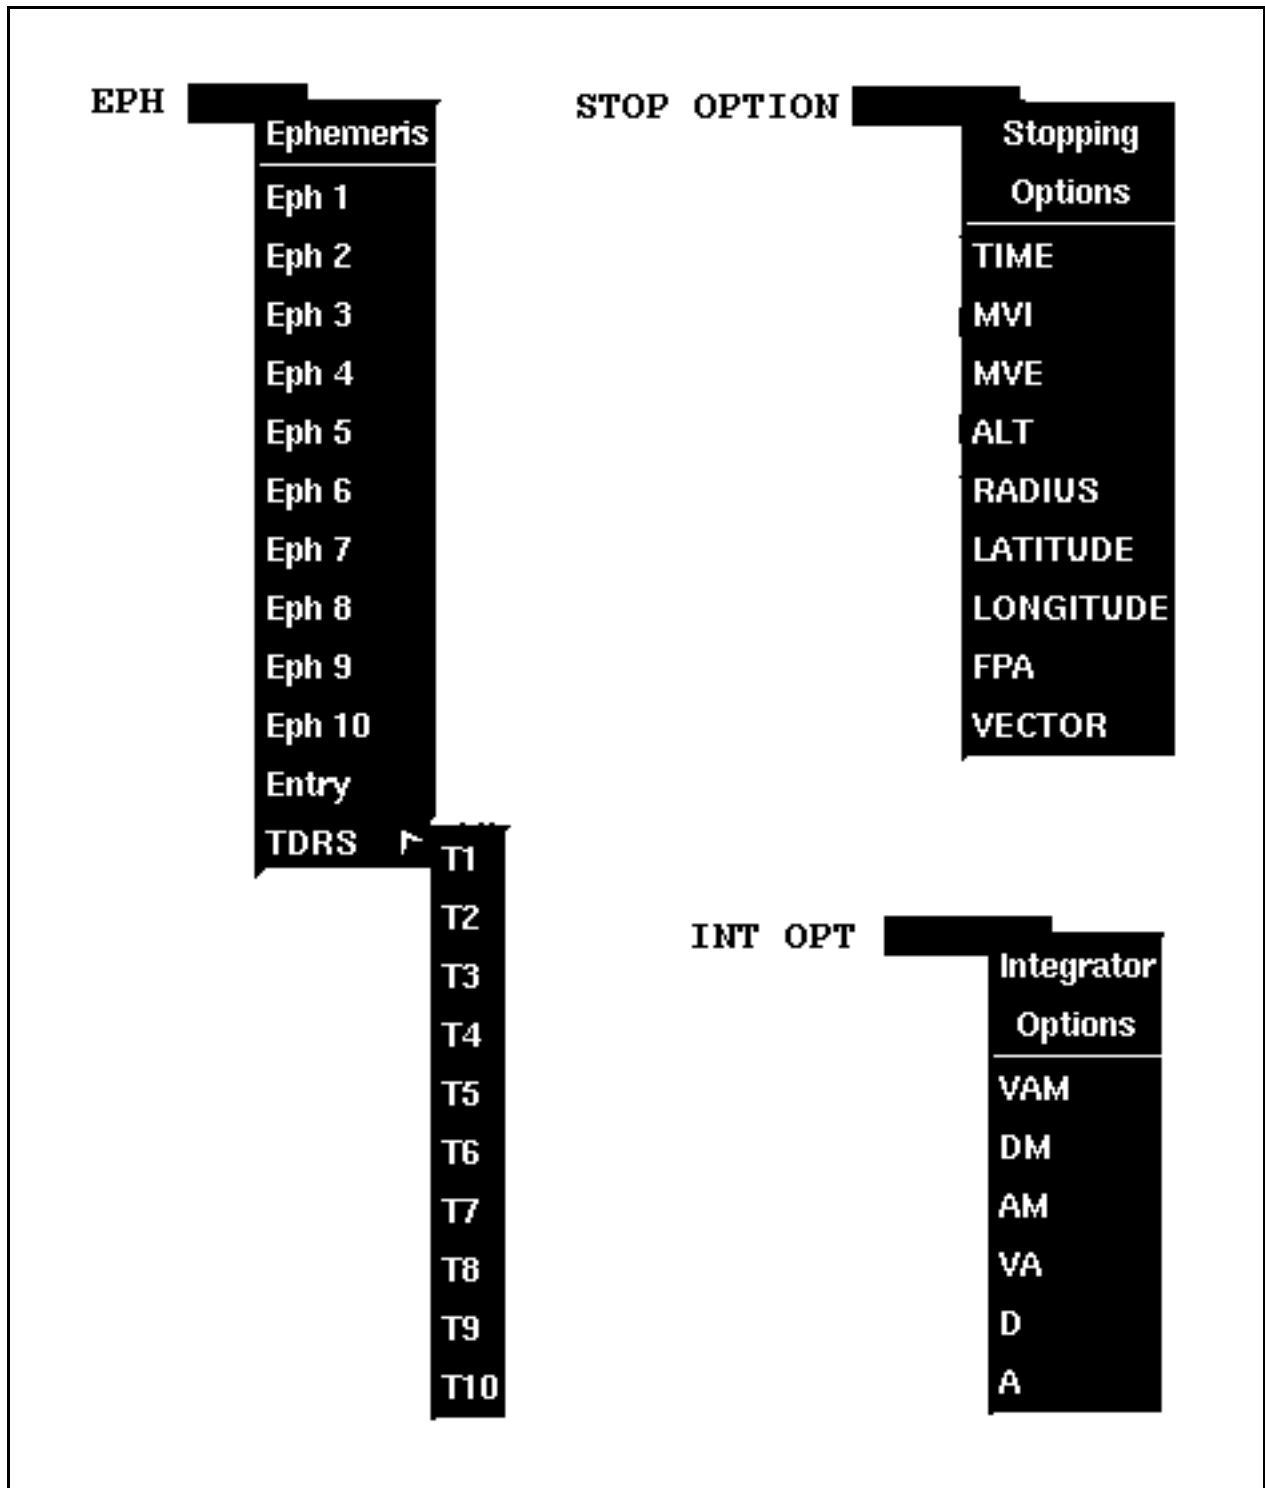 EPH
Ephemeris
Eph 1
Eph 2
Eph 3
Eph 4
Eph 5
Eph 6
Eph 7
Eph 8
Eph 9
Eph 10
Entry
TDRS
T1
T2
T3
T4
T5
T6
T7
T8
T9
T10
STOP OPTION
Stopping
Options
TIME
MVI
MVE
ALT
RADIUS
LATITUDE
LONGITUDE
FPA
VECTOR
INT OPT
Integrator
Options
VAM
DM
AM
VA
D
A